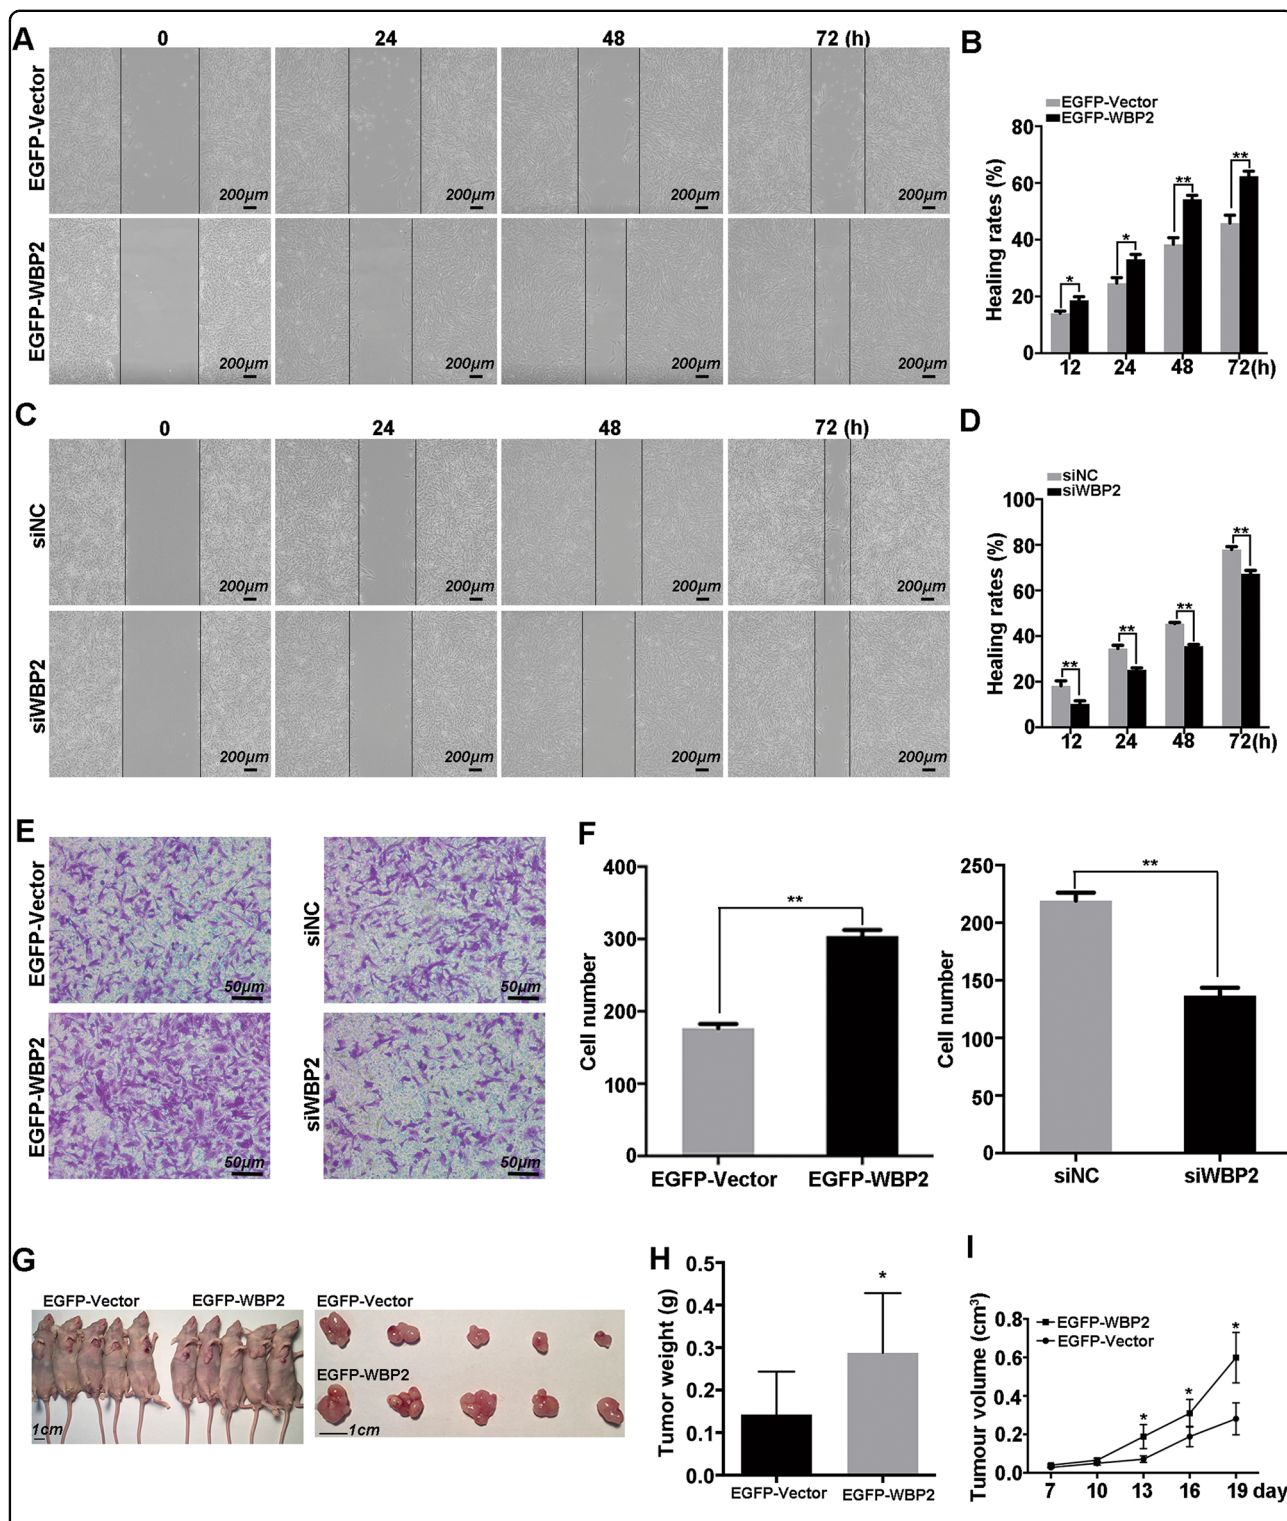 A
0 24 48 72 (h)
EGFP-Vector
200µm 200µm 200µm 200µm
EGFP-WBP2
200µm 200µm 200µm 200µm
B
EGFP-Vector
EGFP-WBP2
Healing rates (%)
80
60
40
20
0
* * ** **
12 24 48 72(h)
C
0 24 48 72 (h)
siNC
200µm 200µm 200µm 200µm
siWBP2
200µm 200µm 200µm 200µm
D
siNC
siWBP2
Healing rates (%)
100
80
60
40
20
0
** ** ** **
12 24 48 72(h)
E
EGFP-Vector
50µm
siNC
50µm
EGFP-WBP2
50µm
siWBP2
50µm
F
Cell number
400
300
200
100
0
**
EGFP-Vector EGFP-WBP2
Cell number
250
200
150
100
50
0
**
siNC siWBP2
G
EGFP-Vector EGFP-WBP2
1cm
EGFP-Vector
EGFP-WBP2
1cm
H
Tumor weight (g)
0.5
0.4
0.3
0.2
0.1
0.0
*
EGFP-Vector EGFP-WBP2
I
Tumour volume (cm³)
EGFP-WBP2
EGFP-Vector
0.8
0.6
0.4
0.2
0.0
* * *
7 10 13 16 19 day